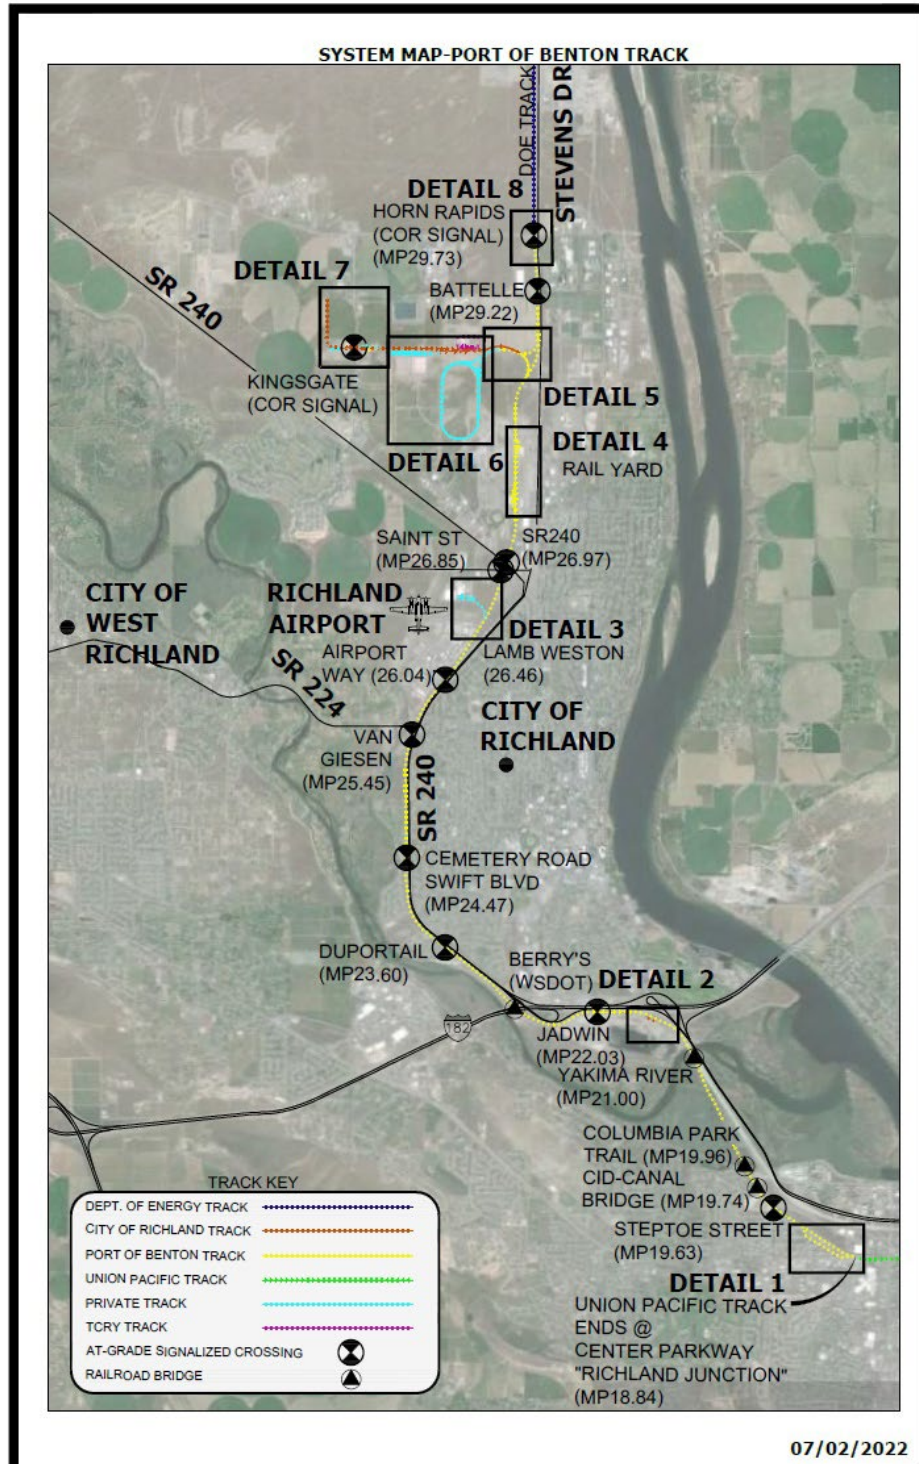 SYSTEM MAP-PORT OF BENTON TRACK
DOE TRACK
STEVENS DR
DETAIL 8
HORN RAPIDS
(COR SIGNAL)
(MP29.73)
DETAIL 7
SR 240
BATTELLE
(MP29.22)
KINGSGATE
(COR SIGNAL)
DETAIL 5
DETAIL 4
RAIL YARD
DETAIL 6
SAINT ST
(MP26.85)
SR240
(MP26.97)
CITY OF
WEST
RICHLAND
RICHLAND
AIRPORT
DETAIL 3
LAMB WESTON
(26.46)
AIRPORT
WAY (26.04)
SR 224
CITY OF
RICHLAND
VAN
GIESEN
(MP25.45)
SR 240
CEMETERY ROAD
SWIFT BLVD
(MP24.47)
DUPORTAIL
(MP23.60)
BERRY'S
(WSDOT)
DETAIL 2
182
JADWIN
(MP22.03)
YAKIMA RIVER
(MP21.00)
COLUMBIA PARK
TRAIL (MP19.96)
CID-CANAL
BRIDGE (MP19.74)
STEPTOE STREET
(MP19.63)
DETAIL 1
UNION PACIFIC TRACK
ENDS @
CENTER PARKWAY
"RICHLAND JUNCTION"
(MP18.84)
TRACK KEY
DEPT. OF ENERGY TRACK
CITY OF RICHLAND TRACK
PORT OF BENTON TRACK
UNION PACIFIC TRACK
PRIVATE TRACK
TCRY TRACK
AT-GRADE SIGNALIZED CROSSING
RAILROAD BRIDGE
07/02/2022